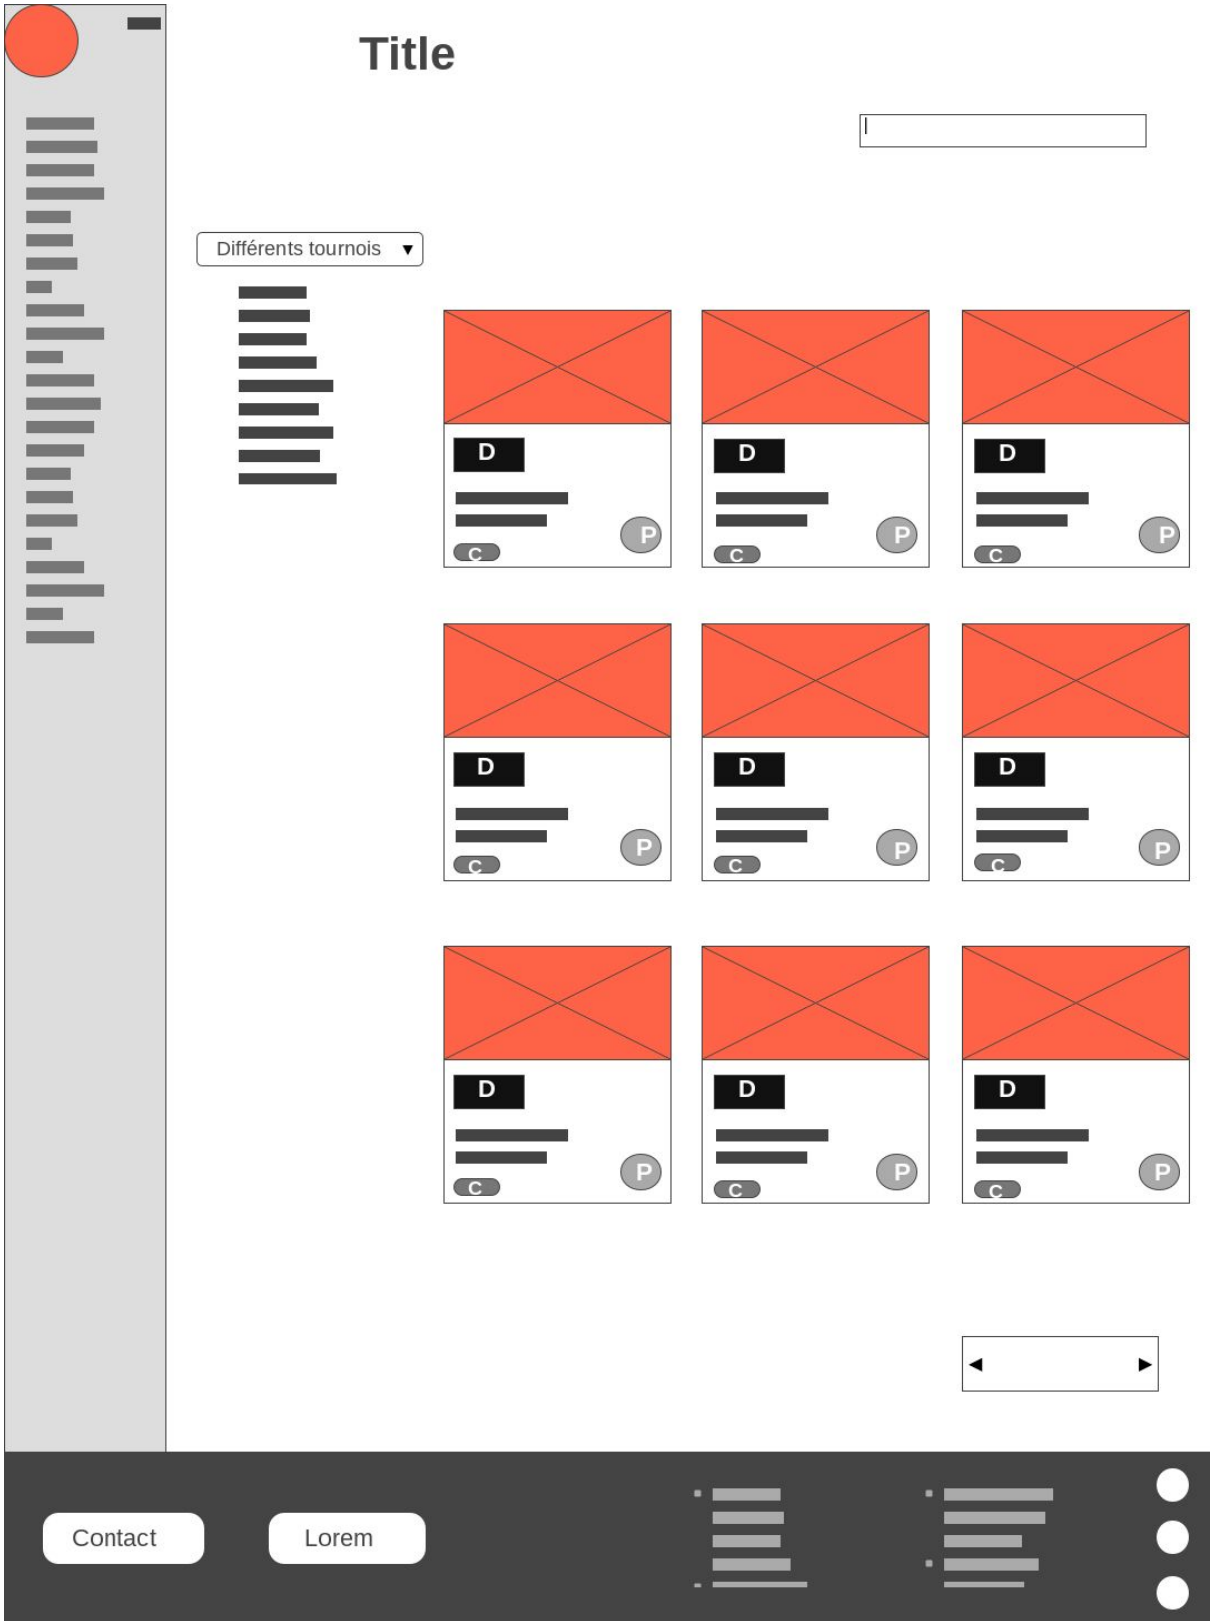 Title
Différents tournois ▼
D D D
P P P
C C C
D D D
P P P
C C C
D D D
P P P
C C C
◀ ▶
Contact Lorem